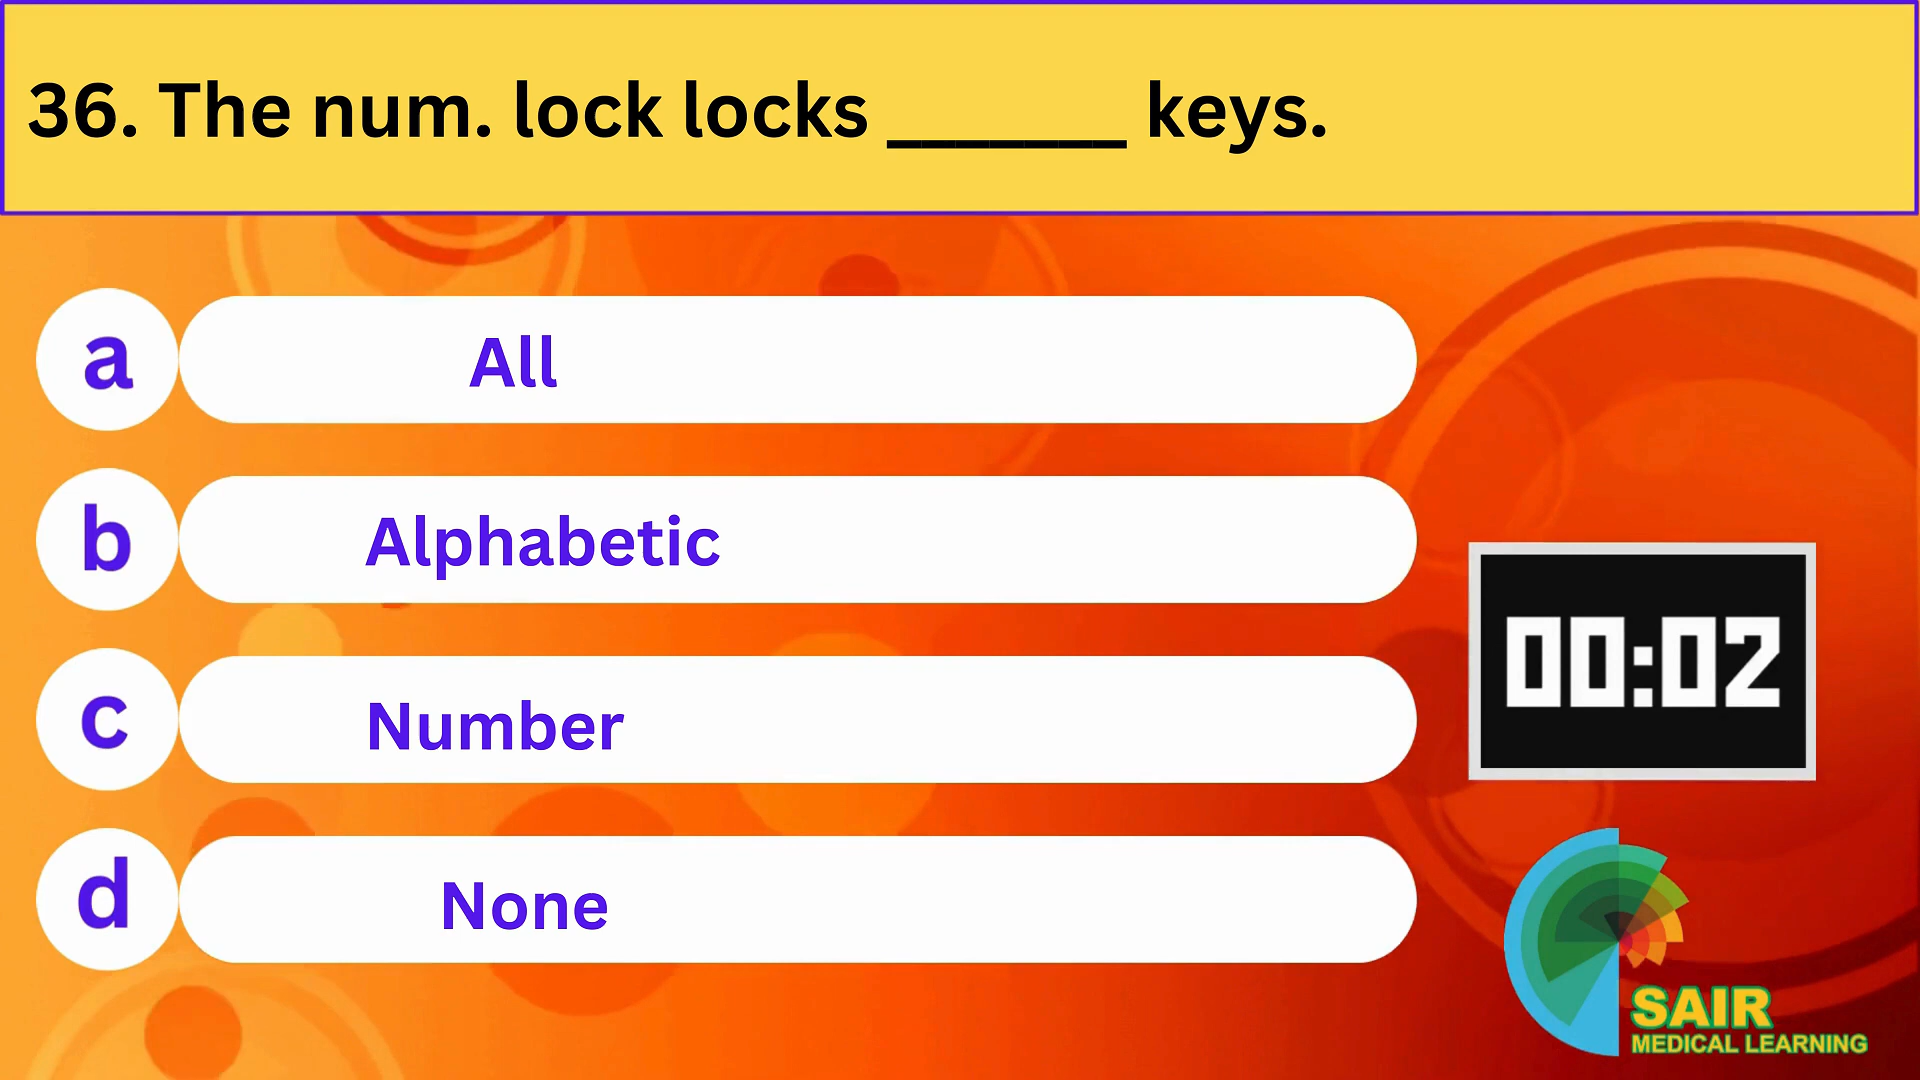 36. The num. lock locks _______ keys.
a All
b Alphabetic
c Number
d None
00:02
SAIR
MEDICAL LEARNING